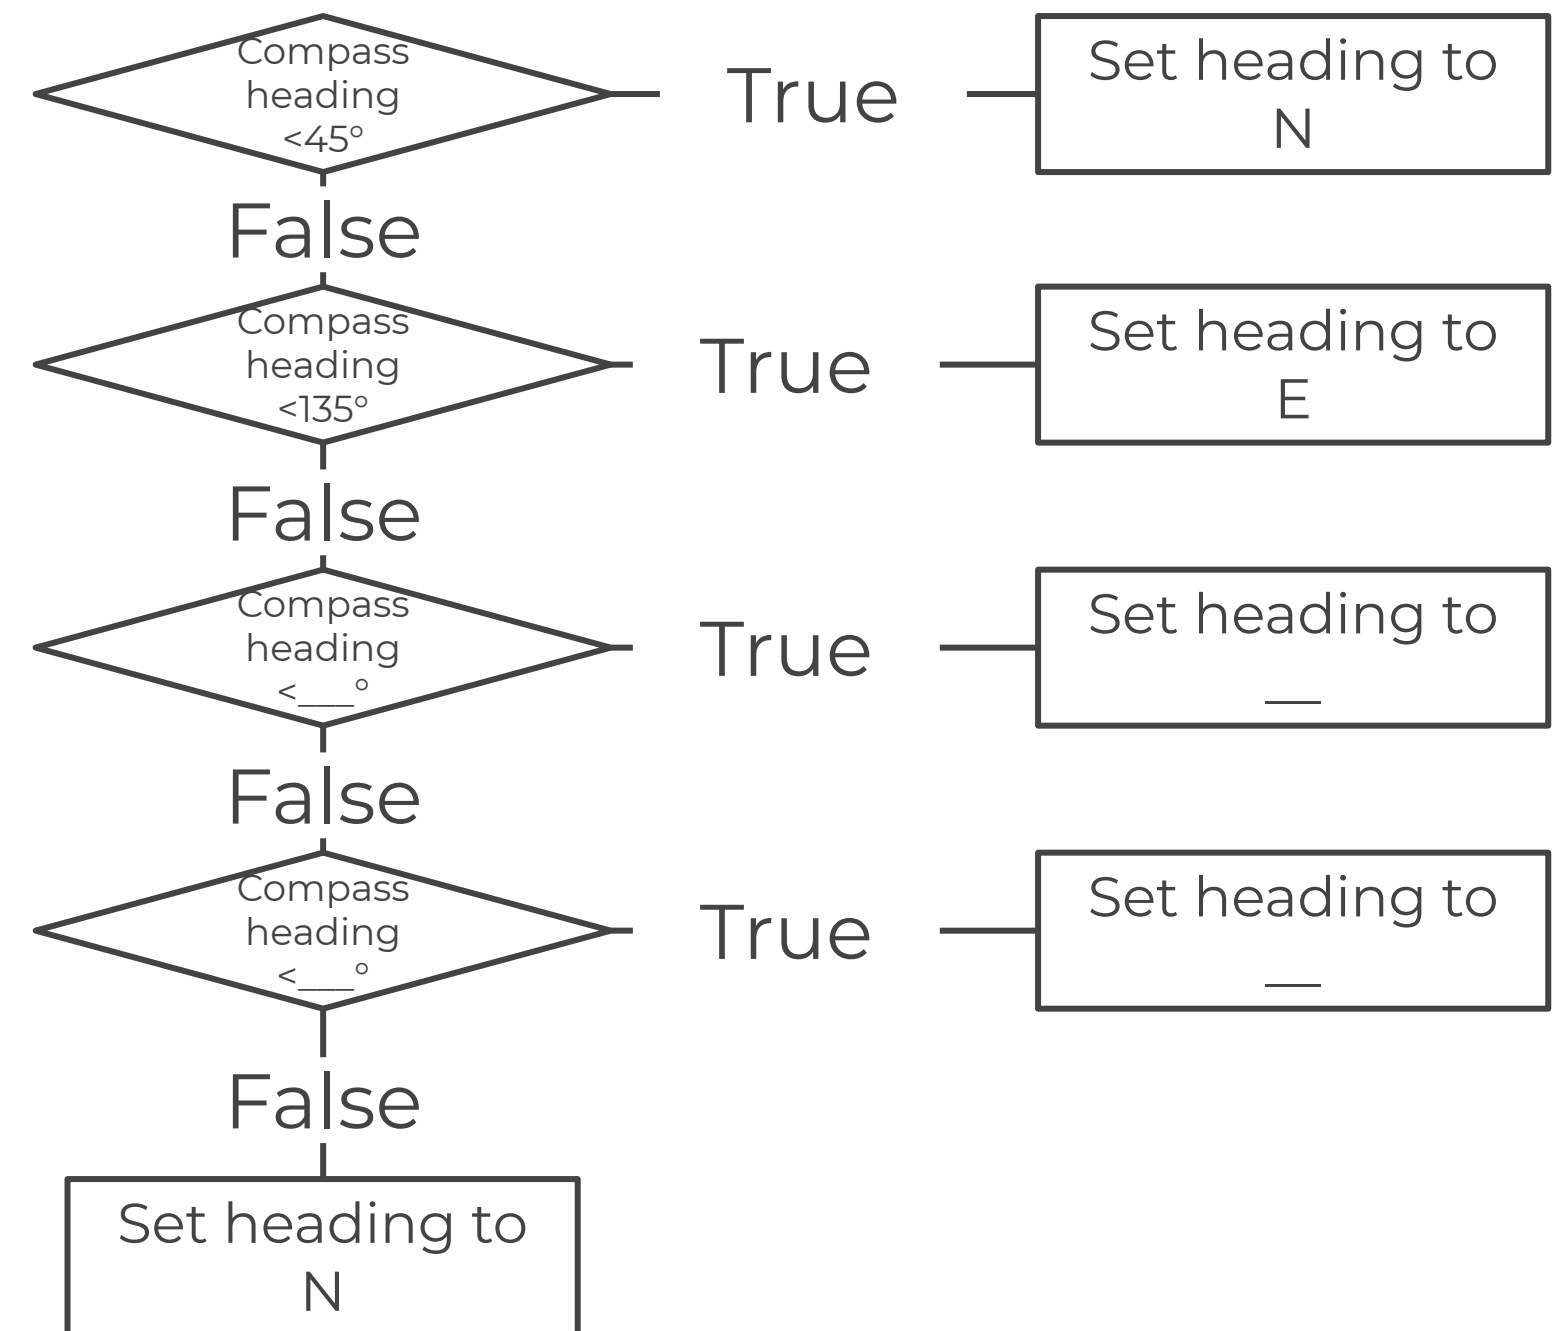 Compass
heading
<45°
True
Set heading to
N
False
Compass
heading
<135°
True
Set heading to
E
False
Compass
heading
<___°
True
Set heading to
__
False
Compass
heading
<___°
True
Set heading to
__
False
Set heading to
N